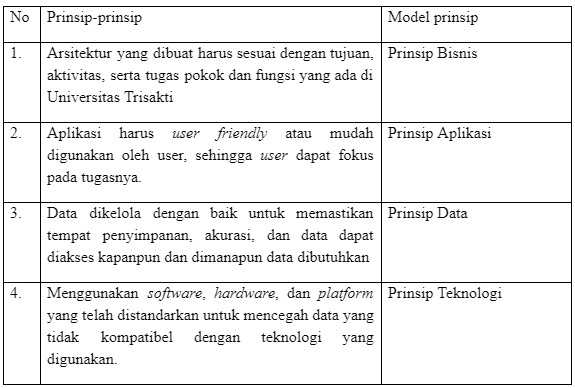 No Prinsip-prinsip Model prinsip
1. Arsitektur yang dibuat harus sesuai dengan tujuan, Prinsip Bisnis
aktivitas, serta tugas pokok dan fungsi yang ada di
Universitas Trisakti
2. Aplikasi harus user friendly atau mudah Prinsip Aplikasi
digunakan oleh user, sehingga user dapat fokus
pada tugasnya.
3. Data dikelola dengan baik untuk memastikan Prinsip Data
tempat penyimpanan, akurasi, dan data dapat
diakses kapanpun dan dimanapun data dibutuhkan
4. Menggunakan software, hardware, dan platform Prinsip Teknologi
yang telah distandarkan untuk mencegah data yang
tidak kompatibel dengan teknologi yang
digunakan.